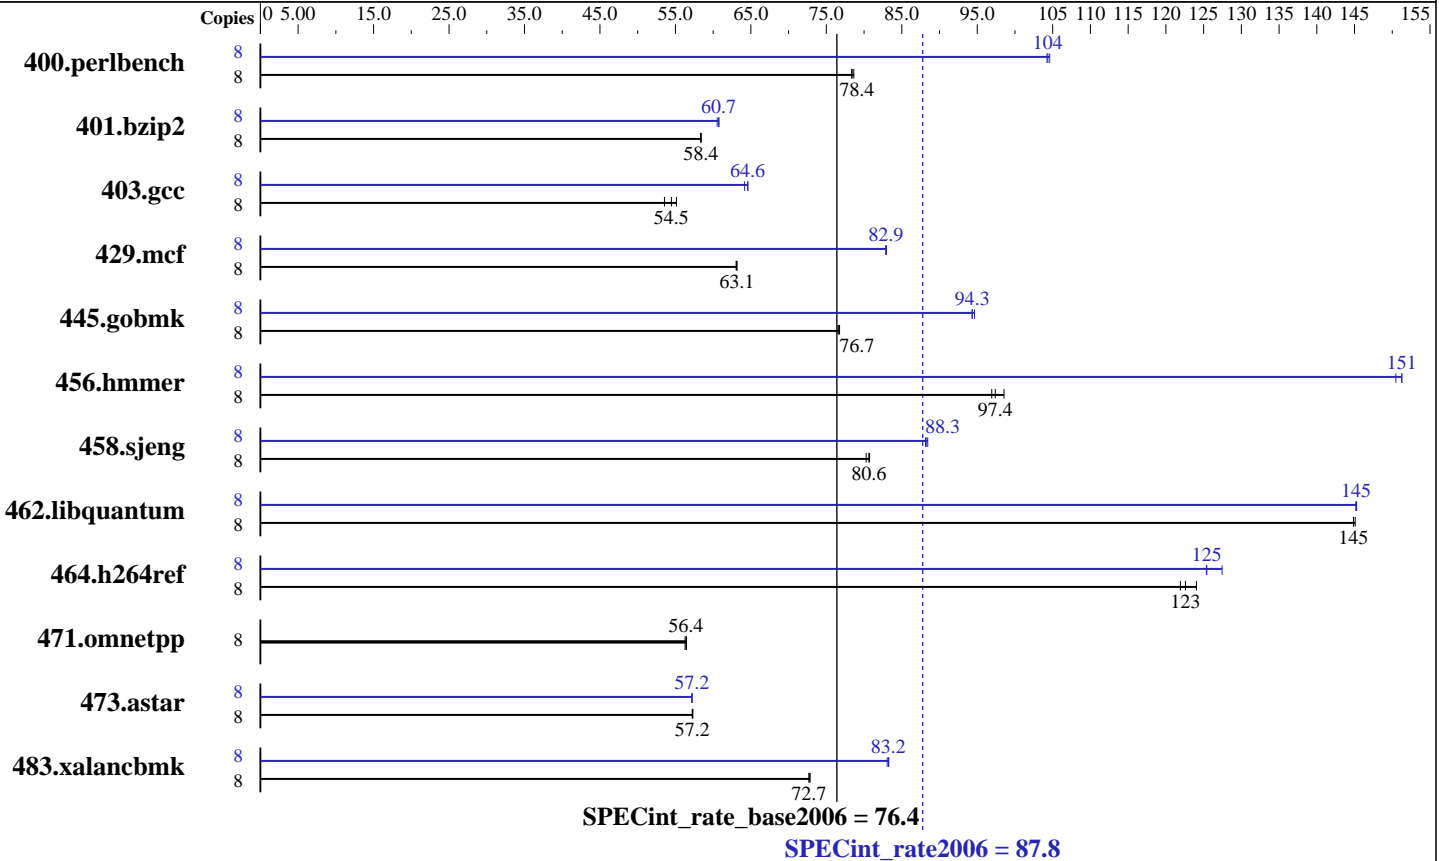 Copies 0 5.00 15.0 25.0 35.0 45.0 55.0 65.0 75.0 85.0 95.0 105 110 115 120 125 130 135 140 145 155
400.perlbench 8 104
8 78.4
401.bzip2 8 60.7
8 58.4
403.gcc 8 64.6
8 54.5
429.mcf 8 82.9
8 63.1
445.gobmk 8 94.3
8 76.7
456.hmmer 8 151
8 97.4
458.sjeng 8 88.3
8 80.6
462.libquantum 8 145
8 145
464.h264ref 8 125
8 123
471.omnetpp 8 56.4
473.astar 8 57.2
8 57.2
483.xalancbmk 8 83.2
8 72.7
SPECint_rate_base2006 = 76.4
SPECint_rate2006 = 87.8